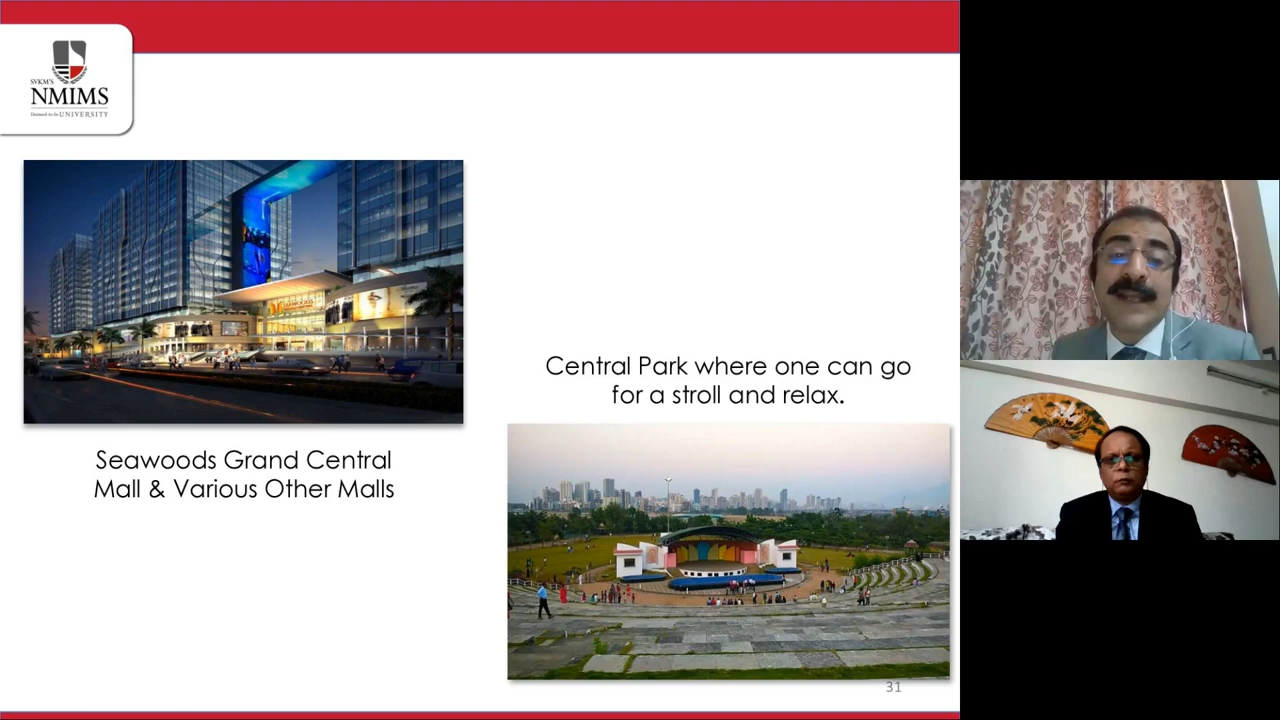 SVKM'S
NMIMS
Deemed-to-be UNIVERSITY
Seawoods Grand Central
Mall & Various Other Malls
Central Park where one can go
for a stroll and relax.
31